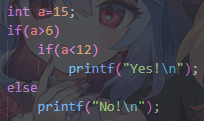 int a=15;
if(a>6)
    if(a<12)
        printf("Yes!\n");
else
    printf("No!\n");